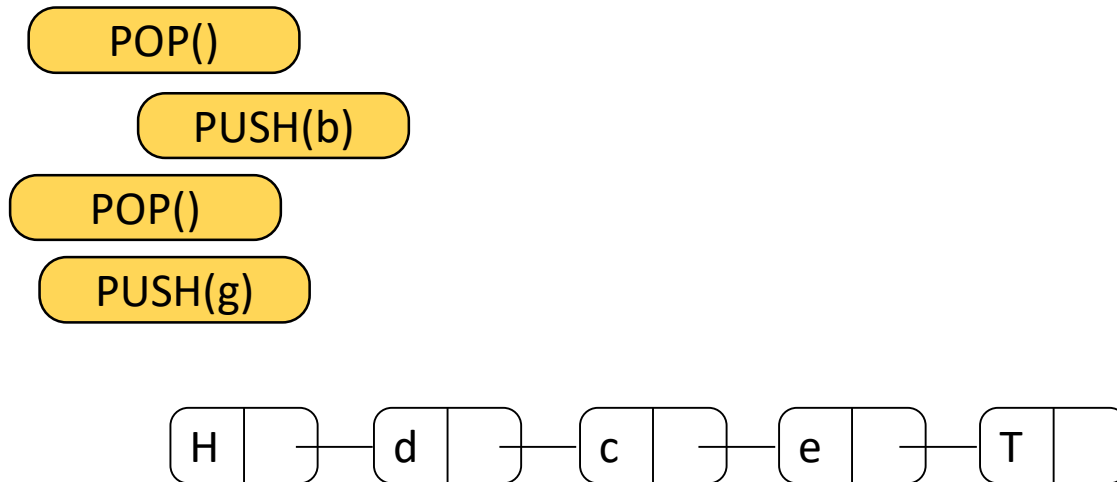 POP()
PUSH(b)
POP()
PUSH(g)
H d c e T